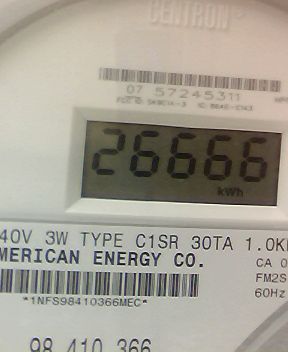 CENTRON
07 57245311
26666
kWh
40V 3W TYPE C1SR 30TA 1.0K
MERICAN ENERGY CO.
CA 0
FM2S
60Hz
*1NFS98410366MEC*
98 410 366